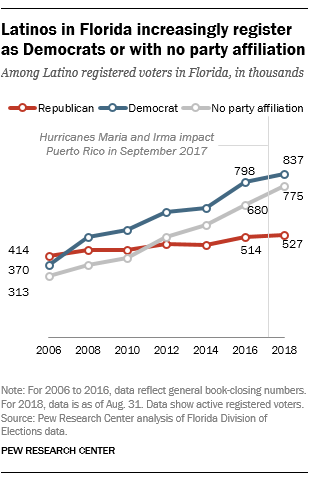 Latinos in Florida increasingly register
as Democrats or with no party affiliation
Among Latino registered voters in Florida, in thousands
Republican Democrat No party affiliation
Hurricanes Maria and Irma impact
Puerto Rico in September 2017
798 837
775
680
414
514 527
370
313
2006 2008 2010 2012 2014 2016 2018
Note: For 2006 to 2016, data reflect general book-closing numbers.
For 2018, data is as of Aug. 31. Data show active registered voters.
Source: Pew Research Center analysis of Florida Division of
Elections data.
PEW RESEARCH CENTER